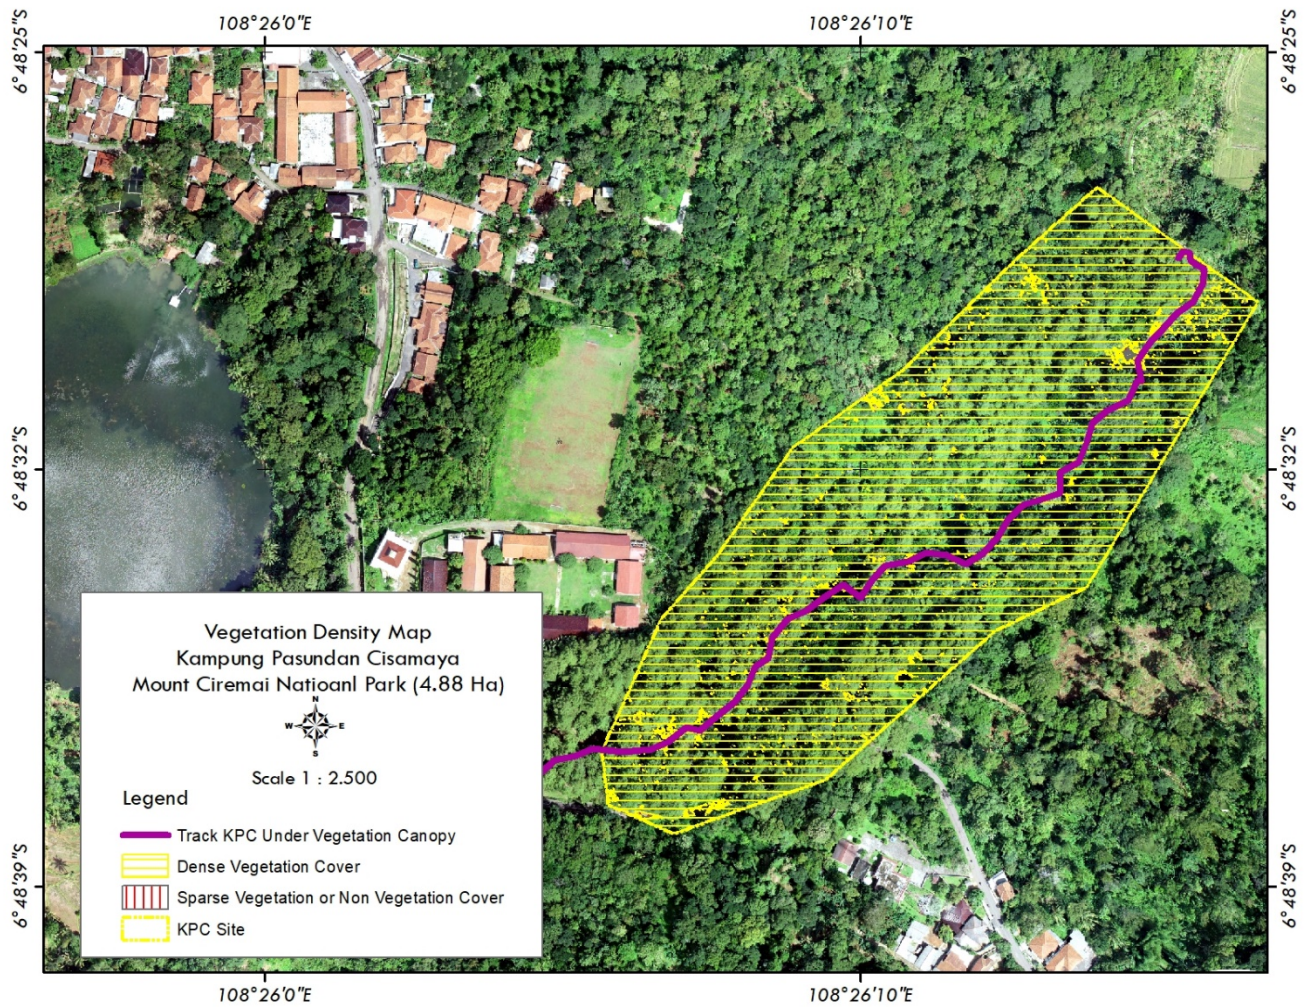 108°26'0"E 108°26'10"E
6°48'25"S 6°48'25"S
6°48'32"S 6°48'32"S
Vegetation Density Map
Kampung Pasundan Cisamaya
Mount Ciremai Natioanl Park (4.88 Ha)
N
W E
S
Scale 1 : 2.500
Legend
Track KPC Under Vegetation Canopy
Dense Vegetation Cover
Sparse Vegetation or Non Vegetation Cover
KPC Site
6°48'39"S 6°48'39"S
108°26'0"E 108°26'10"E